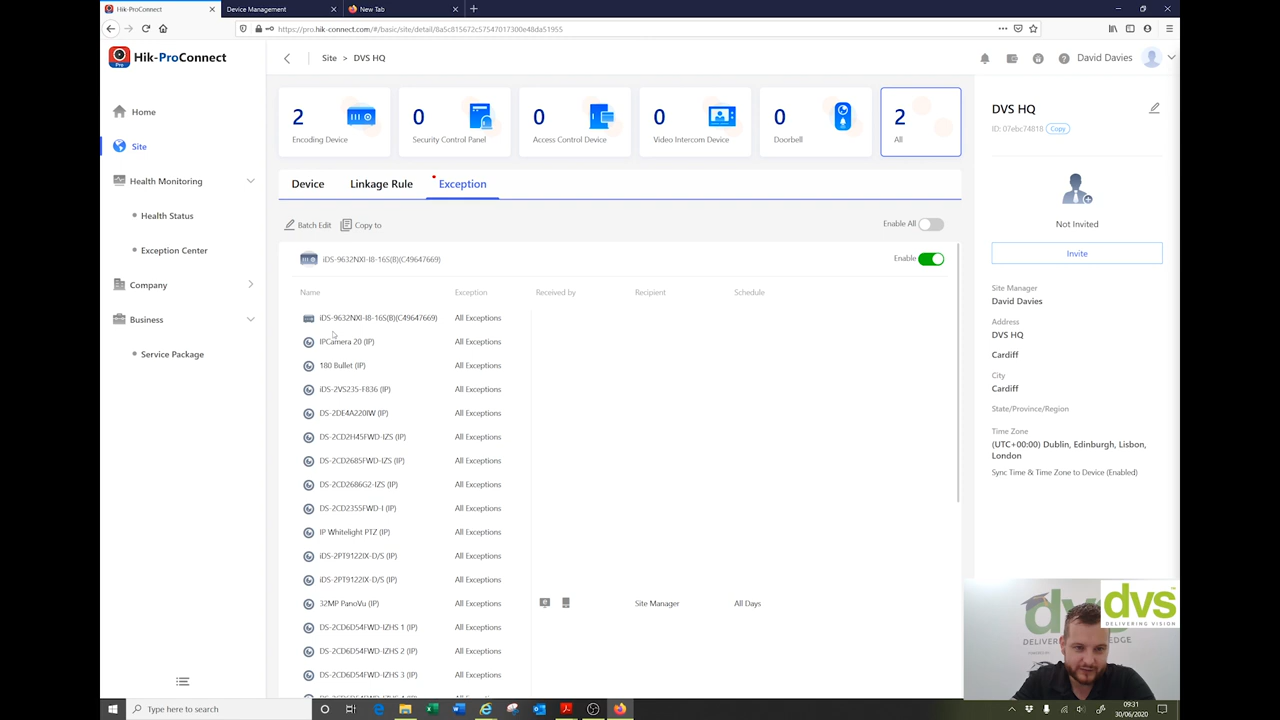 Hik-ProConnect
Device Management
New Tab
https://pro.hik-connect.com/#/basic/site/detail/8a5c815672c57547017300e48da51955
Hik-ProConnect
Site > DVS HQ
David Davies
Home
Site
Health Monitoring
Health Status
Exception Center
Company
Business
Service Package
2
Encoding Device
0
Security Control Panel
0
Access Control Device
0
Video Intercom Device
0
Doorbell
2
All
Device
Linkage Rule
Exception
Batch Edit
Copy to
Enable All
iDS-9632NXI-I8-16S(B)(C49647669)
Enable
Name Exception Received by Recipient Schedule
iDS-9632NXI-I8-16S(B)(C49647669) All Exceptions
IPCamera 20 (IP) All Exceptions
180 Bullet (IP) All Exceptions
iDS-2VS235-F836 (IP) All Exceptions
DS-2DE4A220IW (IP) All Exceptions
DS-2CD2H45FWD-IZS (IP) All Exceptions
DS-2CD2685FWD-IZS (IP) All Exceptions
DS-2CD2686G2-IZS (IP) All Exceptions
DS-2CD2355FWD-I (IP) All Exceptions
IP Whitelight PTZ (IP) All Exceptions
iDS-2PT9122IX-D/S (IP) All Exceptions
iDS-2PT9122IX-D/S (IP) All Exceptions
32MP PanoVu (IP) All Exceptions Site Manager All Days
DS-2CD6D54FWD-IZHS 1 (IP) All Exceptions
DS-2CD6D54FWD-IZHS 2 (IP) All Exceptions
DS-2CD6D54FWD-IZHS 3 (IP) All Exceptions
DVS HQ
ID: 07ebc74818 Copy
Not Invited
Invite
Site Manager
David Davies
Address
DVS HQ
Cardiff
City
Cardiff
State/Province/Region
Time Zone
(UTC+00:00) Dublin, Edinburgh, Lisbon,
London
Sync Time & Time Zone to Device (Enabled)
dvs
DELIVERING VISION
Type here to search
09:31
30/06/2020